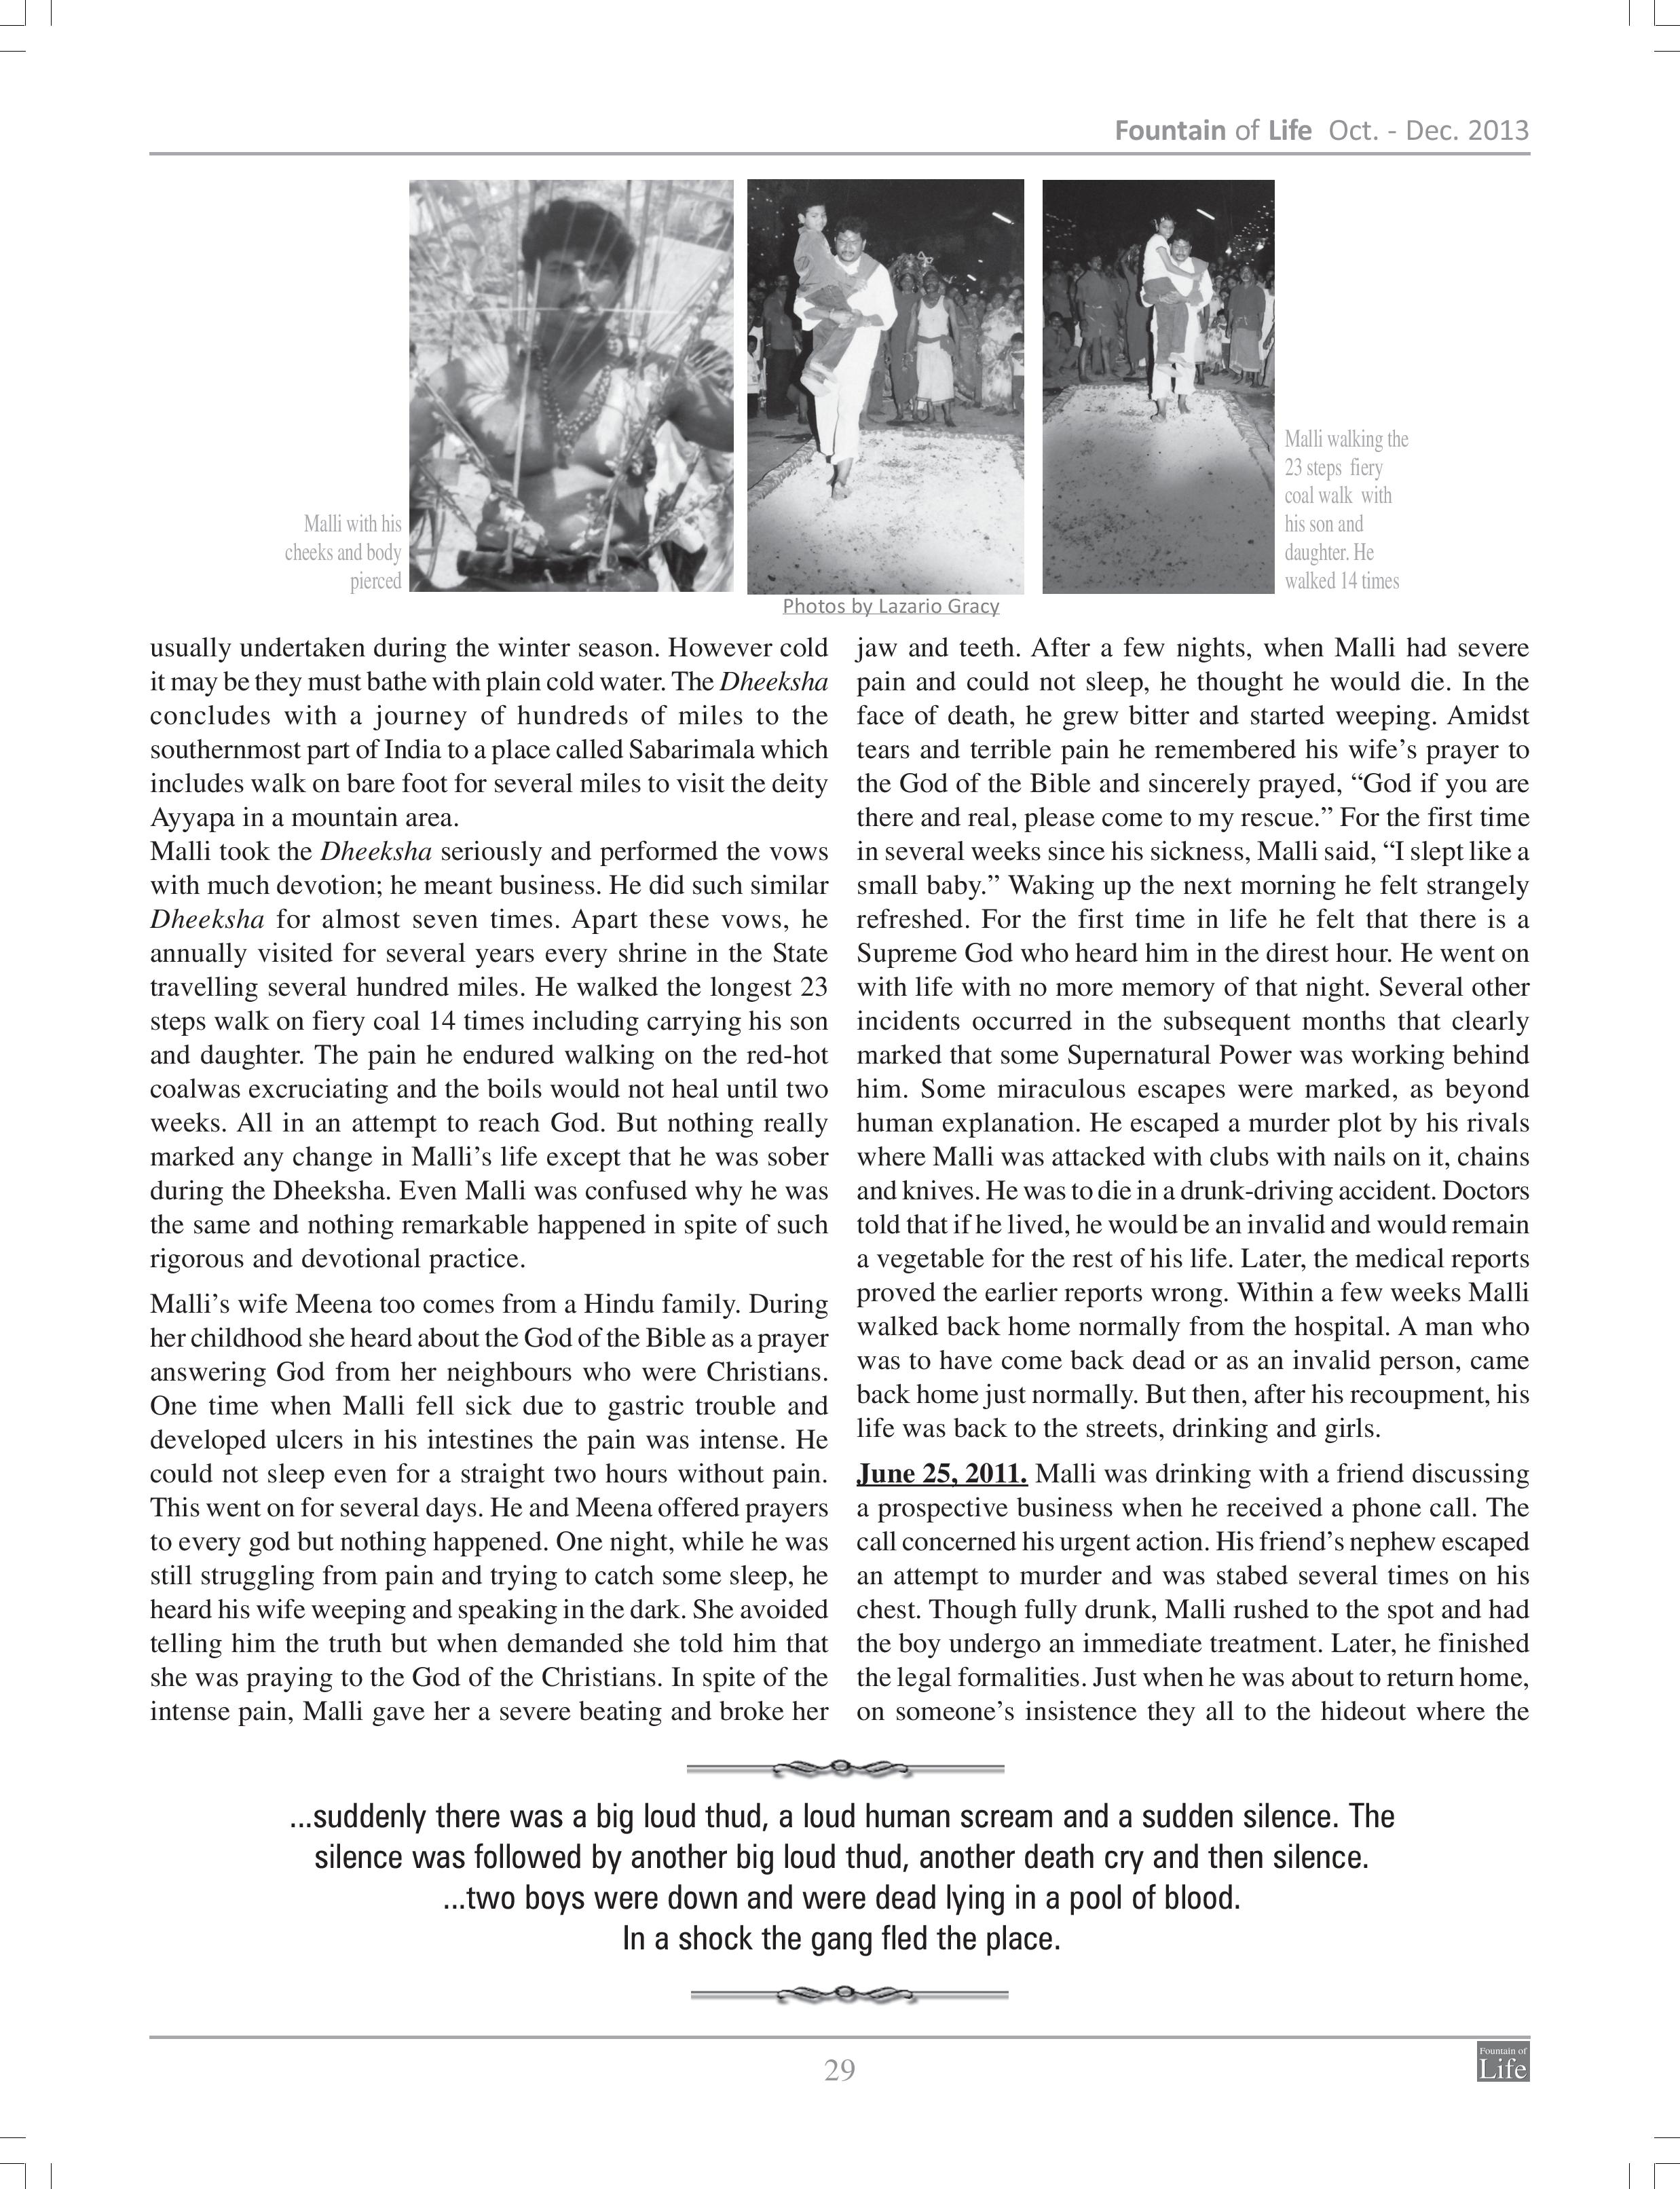 Fountain of Life Oct. - Dec. 2013
Malli with his
cheeks and body
pierced
Malli walking the
23 steps fiery
coal walk with
his son and
daughter. He
walked 14 times
Photos by Lazario Gracy
usually undertaken during the winter season. However cold
it may be they must bathe with plain cold water. The Dheeksha
concludes with a journey of hundreds of miles to the
southernmost part of India to a place called Sabarimala which
includes walk on bare foot for several miles to visit the deity
Ayyapa in a mountain area.
Malli took the Dheeksha seriously and performed the vows
with much devotion; he meant business. He did such similar
Dheeksha for almost seven times. Apart these vows, he
annually visited for several years every shrine in the State
travelling several hundred miles. He walked the longest 23
steps walk on fiery coal 14 times including carrying his son
and daughter. The pain he endured walking on the red-hot
coalwas excruciating and the boils would not heal until two
weeks. All in an attempt to reach God. But nothing really
marked any change in Malli’s life except that he was sober
during the Dheeksha. Even Malli was confused why he was
the same and nothing remarkable happened in spite of such
rigorous and devotional practice.
Malli’s wife Meena too comes from a Hindu family. During
her childhood she heard about the God of the Bible as a prayer
answering God from her neighbours who were Christians.
One time when Malli fell sick due to gastric trouble and
developed ulcers in his intestines the pain was intense. He
could not sleep even for a straight two hours without pain.
This went on for several days. He and Meena offered prayers
to every god but nothing happened. One night, while he was
still struggling from pain and trying to catch some sleep, he
heard his wife weeping and speaking in the dark. She avoided
telling him the truth but when demanded she told him that
she was praying to the God of the Christians. In spite of the
intense pain, Malli gave her a severe beating and broke her
jaw and teeth. After a few nights, when Malli had severe
pain and could not sleep, he thought he would die. In the
face of death, he grew bitter and started weeping. Amidst
tears and terrible pain he remembered his wife’s prayer to
the God of the Bible and sincerely prayed, “God if you are
there and real, please come to my rescue.” For the first time
in several weeks since his sickness, Malli said, “I slept like a
small baby.” Waking up the next morning he felt strangely
refreshed. For the first time in life he felt that there is a
Supreme God who heard him in the direst hour. He went on
with life with no more memory of that night. Several other
incidents occurred in the subsequent months that clearly
marked that some Supernatural Power was working behind
him. Some miraculous escapes were marked, as beyond
human explanation. He escaped a murder plot by his rivals
where Malli was attacked with clubs with nails on it, chains
and knives. He was to die in a drunk-driving accident. Doctors
told that if he lived, he would be an invalid and would remain
a vegetable for the rest of his life. Later, the medical reports
proved the earlier reports wrong. Within a few weeks Malli
walked back home normally from the hospital. A man who
was to have come back dead or as an invalid person, came
back home just normally. But then, after his recoupment, his
life was back to the streets, drinking and girls.
June 25, 2011. Malli was drinking with a friend discussing
a prospective business when he received a phone call. The
call concerned his urgent action. His friend’s nephew escaped
an attempt to murder and was stabed several times on his
chest. Though fully drunk, Malli rushed to the spot and had
the boy undergo an immediate treatment. Later, he finished
the legal formalities. Just when he was about to return home,
on someone’s insistence they all to the hideout where the
...suddenly there was a big loud thud, a loud human scream and a sudden silence. The
silence was followed by another big loud thud, another death cry and then silence.
...two boys were down and were dead lying in a pool of blood.
In a shock the gang fled the place.
29
Fountain of
Life